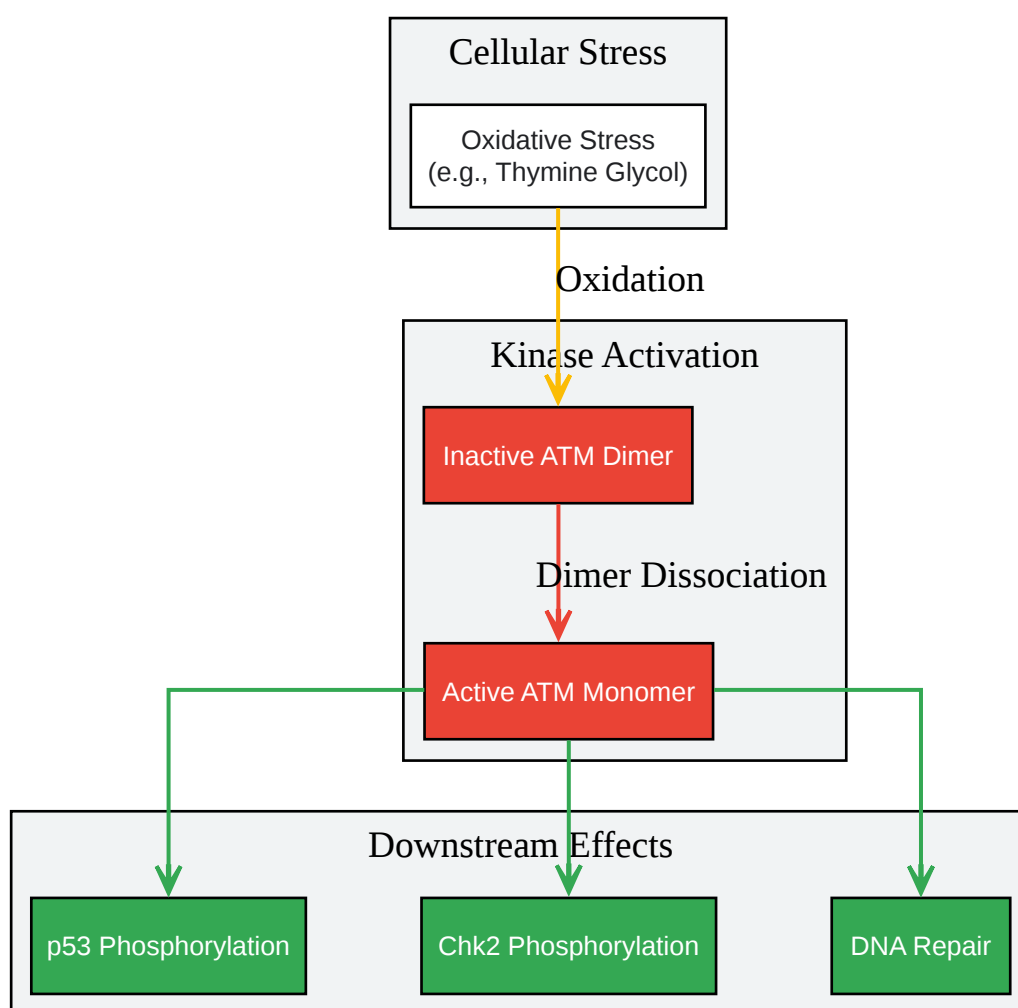 Cellular Stress
Oxidative Stress
(e.g., Thymine Glycol)
Oxidation
Kinase Activation
Inactive ATM Dimer
Dimer Dissociation
Active ATM Monomer
Downstream Effects
p53 Phosphorylation
Chk2 Phosphorylation
DNA Repair